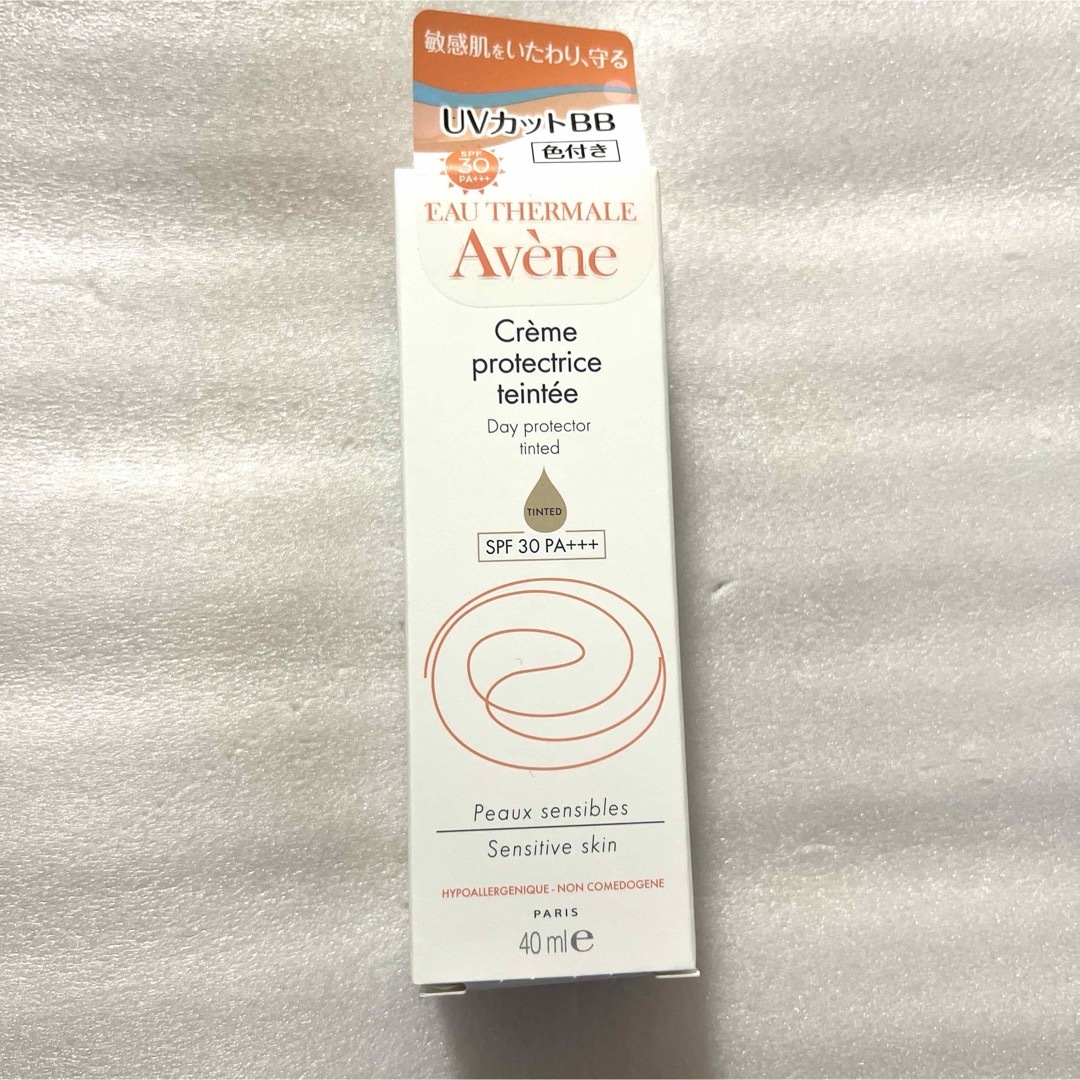 敏感肌をいたわり、守る
UVカットBB
色付き
SPF
30
PA+++
EAU THERMALE
Avène
Crème
protectrice
teintée
Day protector
tinted
TINTED
SPF 30 PA+++
Peaux sensibles
Sensitive skin
HYPOALLERGENIQUE - NON COMEDOGENE
PARIS
40 ml e